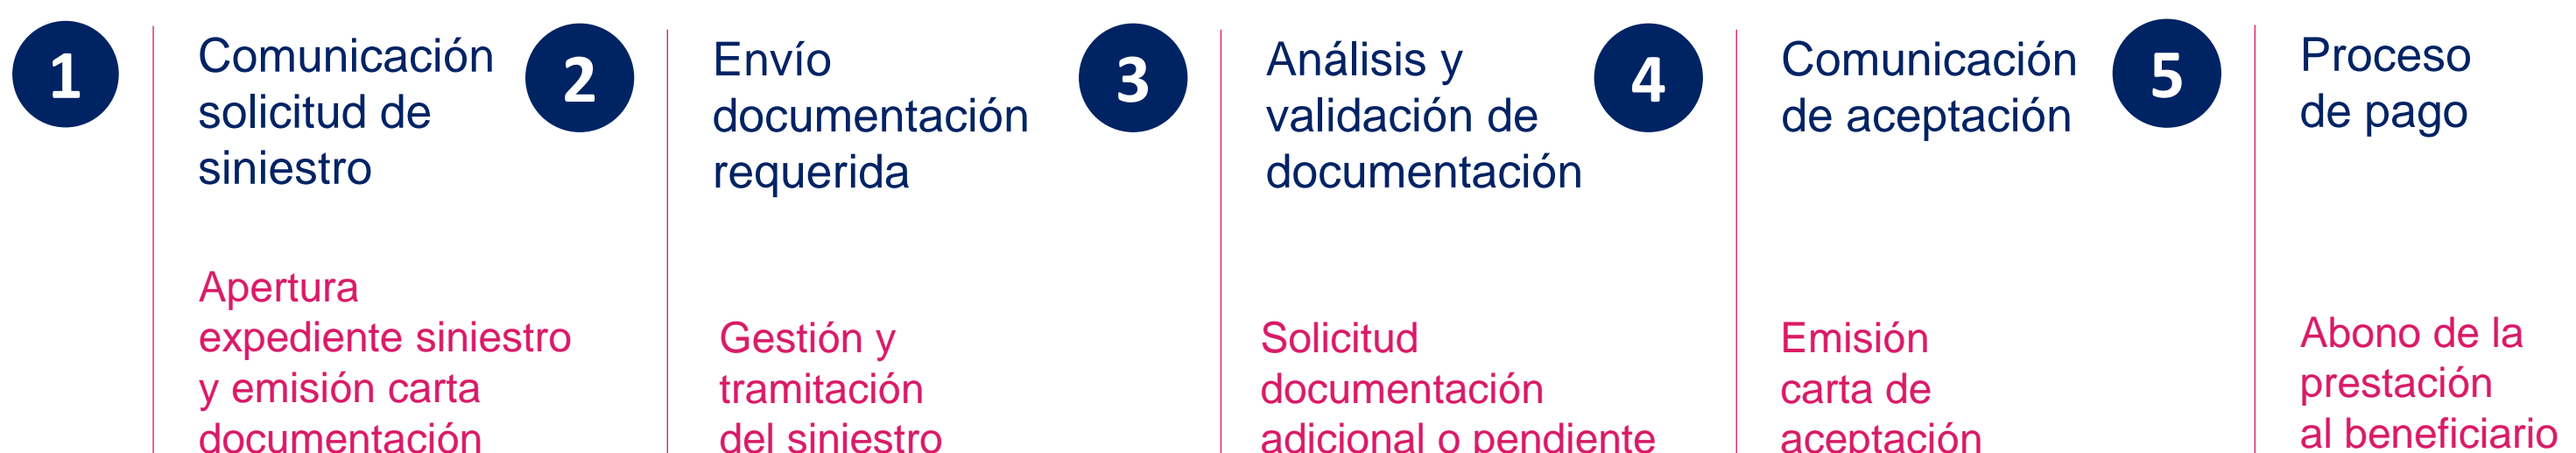 1
Comunicación
solicitud de
siniestro
Apertura
expediente siniestro
y emisión carta
documentación
2
Envío
documentación
requerida
Gestión y
tramitación
del siniestro
3
Análisis y
validación de
documentación
Solicitud
documentación
adicional o pendiente
4
Comunicación
de aceptación
Emisión
carta de
aceptación
5
Proceso
de pago
Abono de la
prestación
al beneficiario